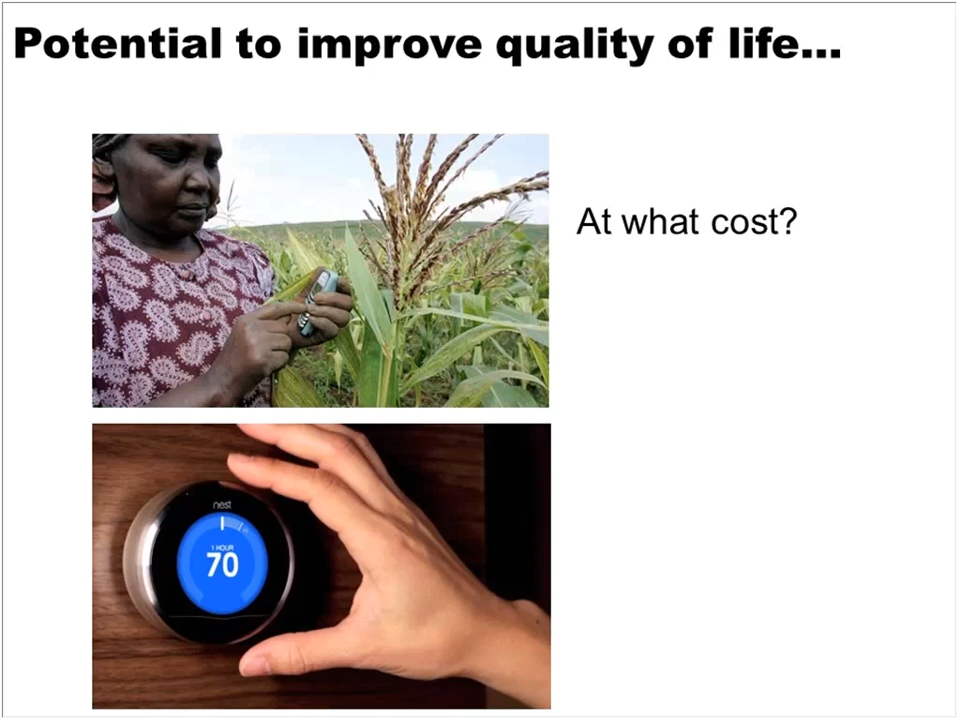 Potential to improve quality of life...
At what cost?
nest
1 HOUR
70